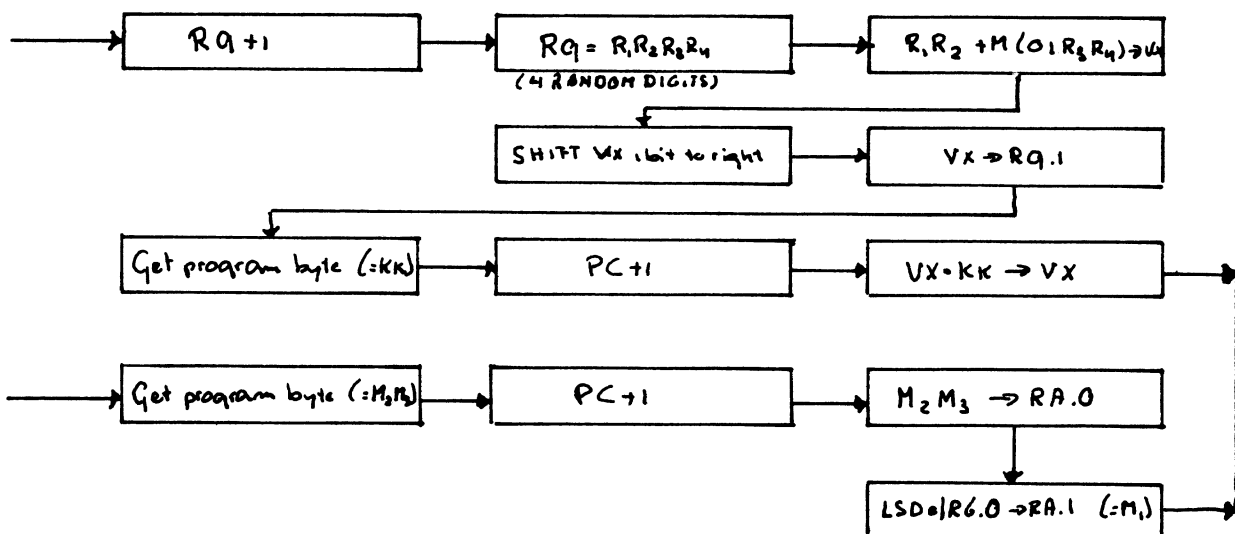 R9+1
R9 = R₁R₂R₃R₄
(4 RANDOM DIGITS)
R₁R₂ + M(01R₃R₄)→VX
SHIFT VX 1 bit to right
VX → R9.1
Get program byte (=KK)
PC+1
VX•KK → VX
Get program byte (=M₂M₃)
PC+1
M₂M₃ → RA.0
LSD o/R6.0 → RA.1 (=M₁)